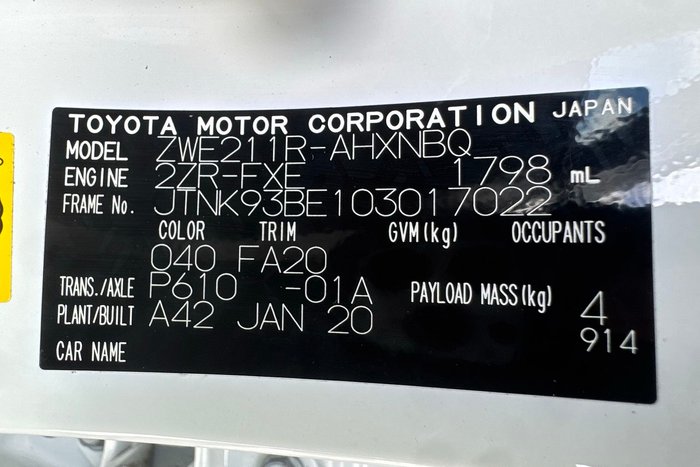 TOYOTA MOTOR CORPORATION JAPAN
MODEL ZWE211R-AHXNBQ
ENGINE 2ZR-FXE 1798 mL
FRAME No. JTNK93BE103017022
COLOR TRIM GVM(kg) OCCUPANTS
040 FA20
TRANS./AXLE P610 -01A PAYLOAD MASS(kg) 4
PLANT/BUILT A42 JAN 20 914
CAR NAME